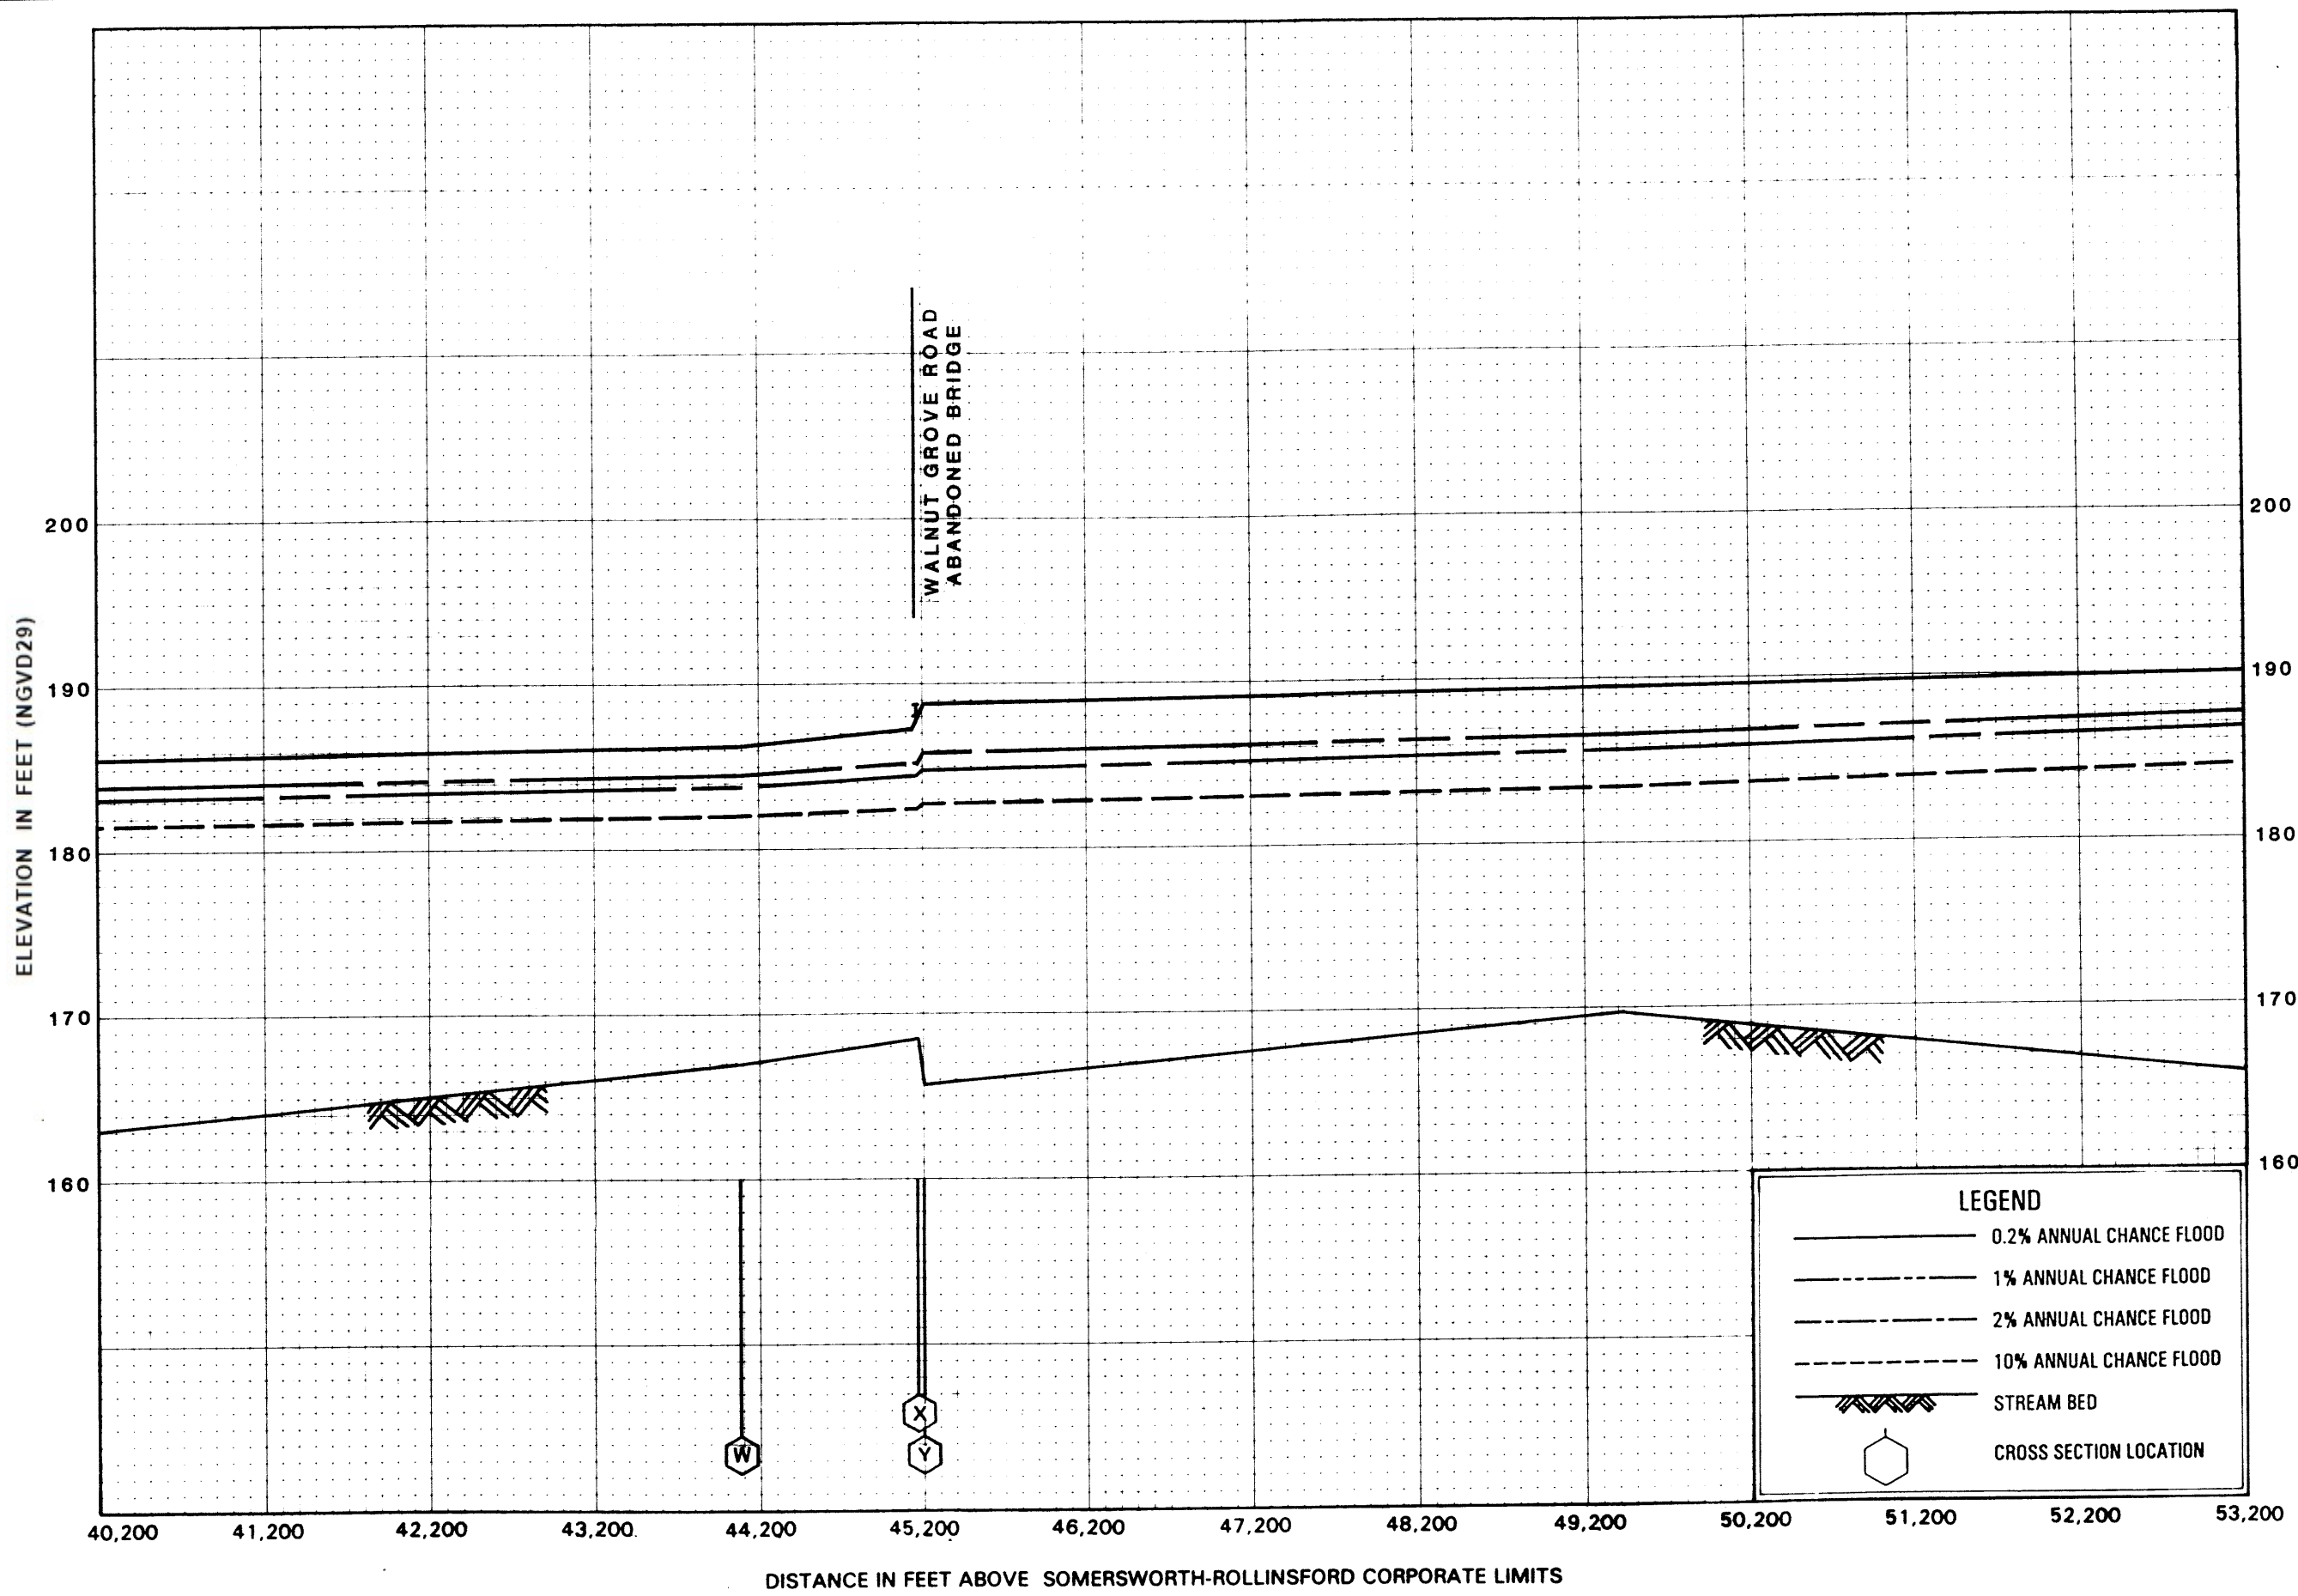 WALNUT GROVE ROAD
ABANDONED BRIDGE
ELEVATION IN FEET (NGVD29)
200
190
180
170
160
200
190
180
170
160
W
X
Y
LEGEND
0.2% ANNUAL CHANCE FLOOD
1% ANNUAL CHANCE FLOOD
2% ANNUAL CHANCE FLOOD
10% ANNUAL CHANCE FLOOD
STREAM BED
CROSS SECTION LOCATION
40,200 41,200 42,200 43,200 44,200 45,200 46,200 47,200 48,200 49,200 50,200 51,200 52,200 53,200
DISTANCE IN FEET ABOVE SOMERSWORTH-ROLLINSFORD CORPORATE LIMITS